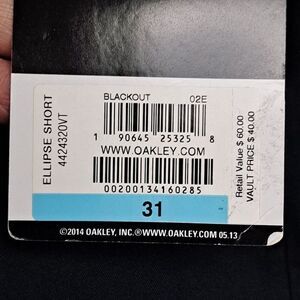 BLACKOUT 02E
ELLIPSE SHORT
4424320VT
1 90645 25325 8
WWW.OAKLEY.COM
00200134160285
Retail Value $ 60.00
VAULT PRICE $ 40.00
31
©2014 OAKLEY, INC.®WWW.OAKLEY.COM 05.13